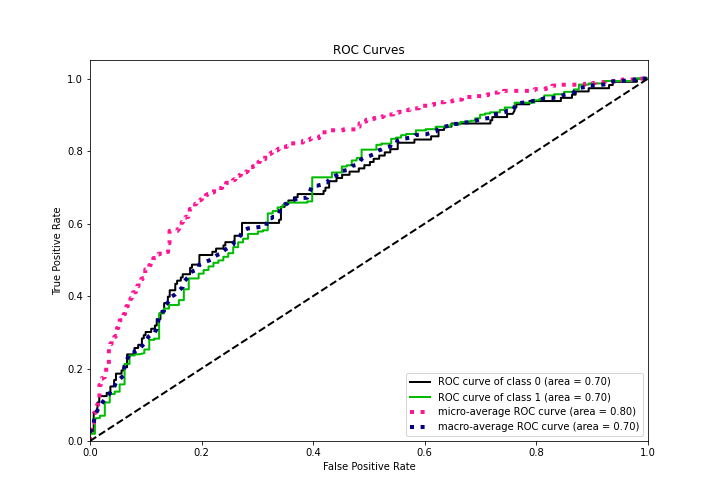 ROC Curves
True Positive Rate
1.0
0.8
0.6
0.4
0.2
0.0
0.0 0.2 0.4 0.6 0.8 1.0
False Positive Rate
ROC curve of class 0 (area = 0.70)
ROC curve of class 1 (area = 0.70)
micro-average ROC curve (area = 0.80)
macro-average ROC curve (area = 0.70)